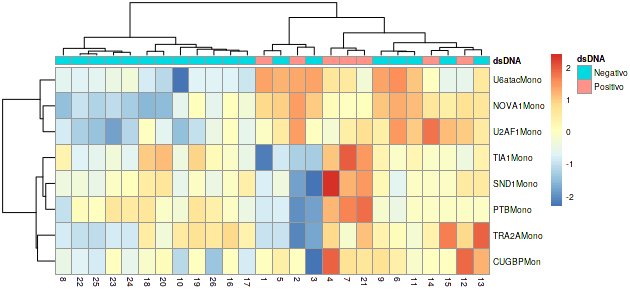 dsDNA
U6atacMono
NOVA1Mono
U2AF1Mono
TIA1Mono
SND1Mono
PTBMono
TRA2AMono
CUGBPMon
8 22 25 23 24 18 20 10 19 26 16 17 1 5 2 3 4 7 21 9 6 11 14 15 12 13
2
1
0
-1
-2
dsDNA
Negativo
Positivo